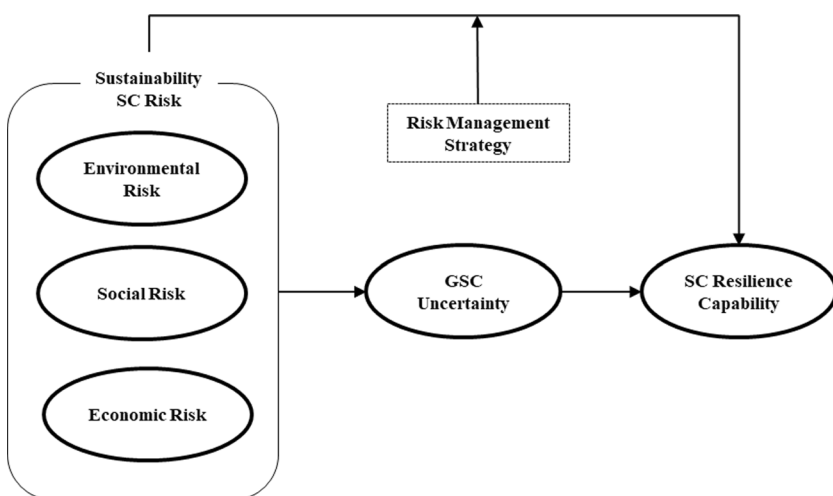 Sustainability
SC Risk
Risk Management
Strategy
Environmental
Risk
Social Risk
GSC
Uncertainty
SC Resilience
Capability
Economic Risk